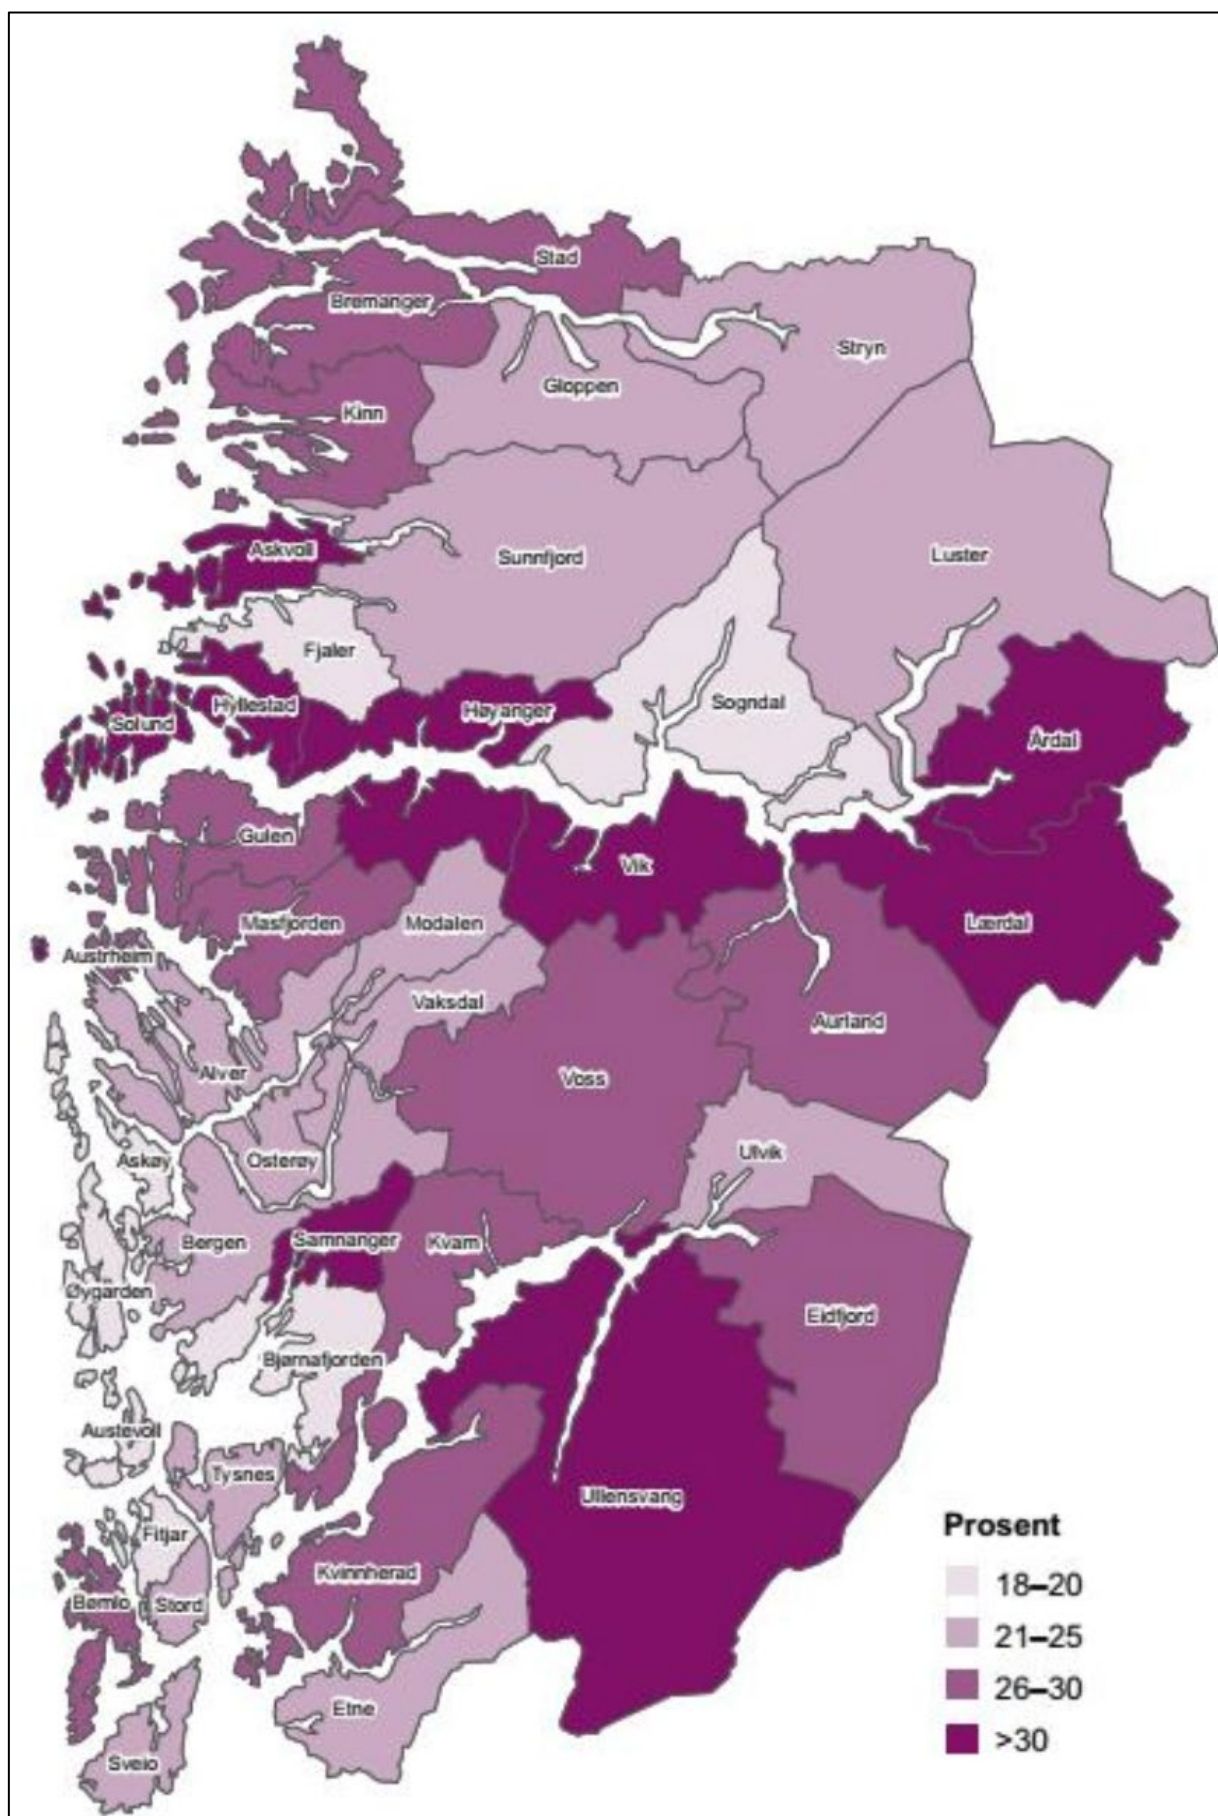 Stad
Bremanger
Stryn
Gloppen
Kinn
Askvoll
Sunnfjord
Luster
Fjaler
Sogndal
Hyllestad
Høyanger
Solund
Årdal
Gulen
Vik
Masfjorden
Modalen
Lærdal
Austrheim
Vaksdal
Aurland
Alver
Voss
Askøy
Osterøy
Ulvik
Bergen
Samnanger
Kvam
Øygarden
Eidfjord
Bjørnafjorden
Austevoll
Tysnes
Ullensvang
Fitjar
Kvinnherad
Bømlo
Stord
Etne
Sveio
Prosent
18–20
21–25
26–30
>30